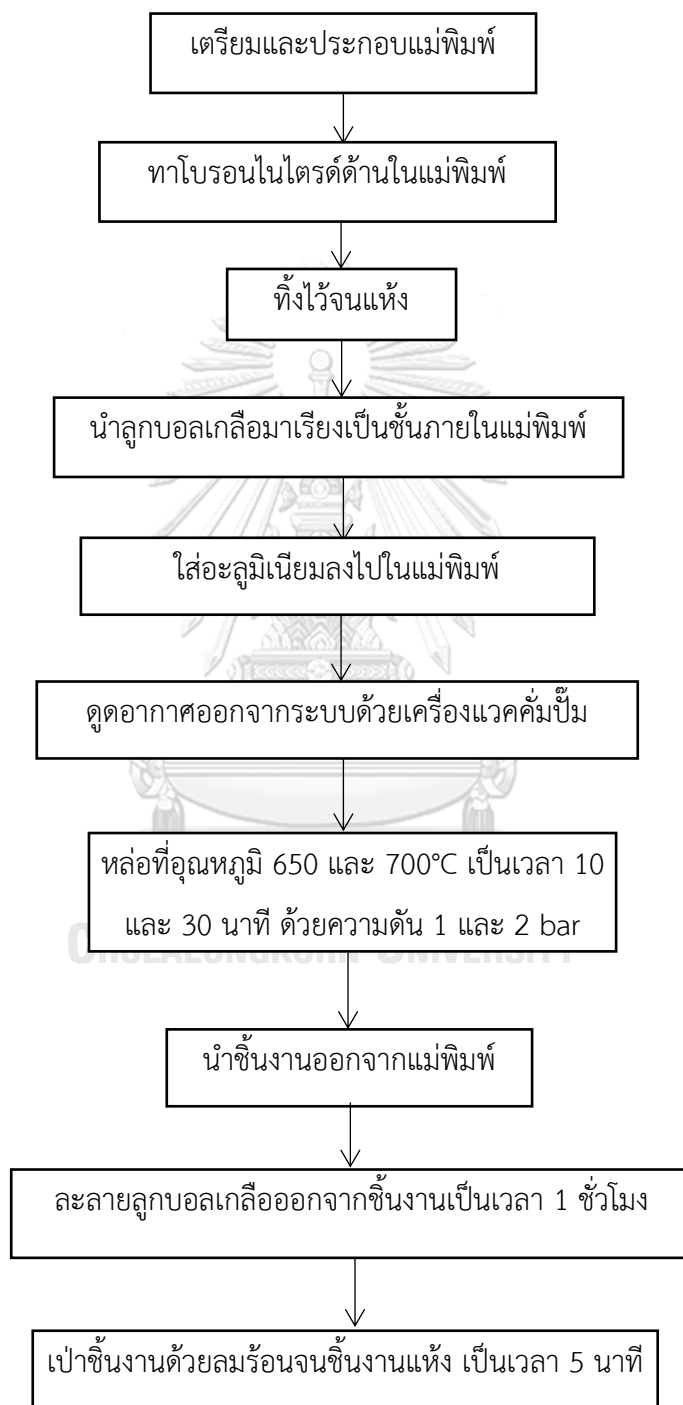 เตรียมและประกอบแม่พิมพ์
ทาโบรอนไนไตรด์ด้านในแม่พิมพ์
ทิ้งไว้จนแห้ง
นำลูกบอลเกลือมาเรียงเป็นชั้นภายในแม่พิมพ์
ใส่อะลูมิเนียมลงไปในแม่พิมพ์
ดูดอากาศออกจากระบบด้วยเครื่องแวคคั่มปั๊ม
หล่อที่อุณหภูมิ 650 และ 700°C เป็นเวลา 10
และ 30 นาที ด้วยความดัน 1 และ 2 bar
CHULALONGKORN UNIVERSITY
นำชิ้นงานออกจากแม่พิมพ์
ละลายลูกบอลเกลือออกจากชิ้นงานเป็นเวลา 1 ชั่วโมง
เป่าชิ้นงานด้วยลมร้อนจนชิ้นงานแห้ง เป็นเวลา 5 นาที